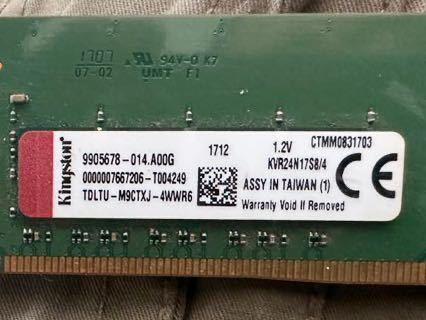 1707
07-02
94V-0 K7
UMT F1
Kingston
9905678-014.A00G
0000007667206-T004249
TDLTU-M9CTXJ-4WWR6
1712
1.2V
CTMM0831703
KVR24N17S8/4
ASSY IN TAIWAN (1)
Warranty Void If Removed
CE